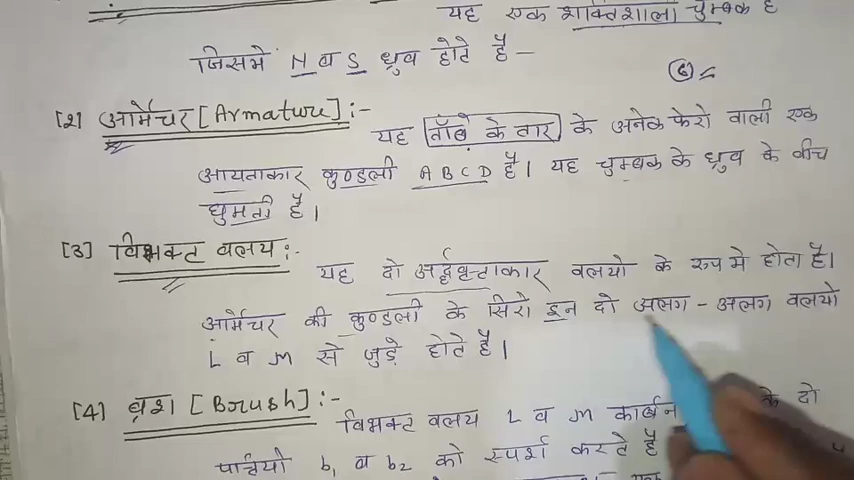 यह एक शक्तिशाली चुम्बक है
जिसमे N व S ध्रुव होते है -
(6)
[2] आर्मेचर [Armature] :-
यह ताँबे के तार के अनेक फेरो वाली एक
आयताकार कुण्डली ABCD है। यह चुम्बक के ध्रुव के बीच
घुमती है।
[3] विभक्त वलय :-
यह दो अर्द्धवृत्ताकार वलयो के रुप मे होता है।
आर्मेचर की कुण्डली के सिरो इन दो अलग - अलग वलयो
L व M से जुड़े होते है।
[4] ब्रश [Brush] :-
विभक्त वलय L व M कार्बन के दो
पत्तियो b₁ व b₂ को स्पर्श करते है